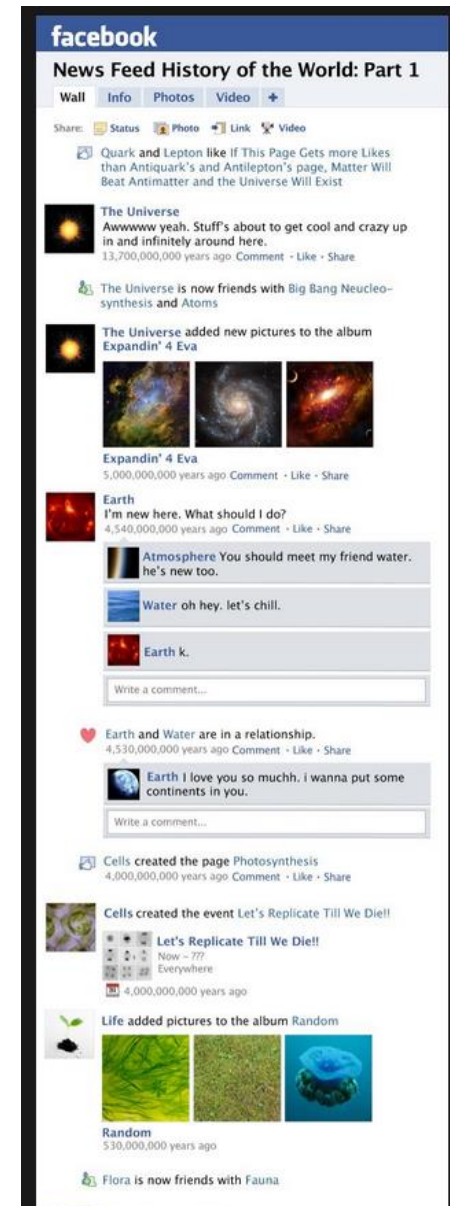 facebook
News Feed History of the World: Part 1
Wall Info Photos Video +
Share: Status Photo Link Video
Quark and Lepton like If This Page Gets more Likes
than Antiquark's and Antilepton's page, Matter Will
Beat Antimatter and the Universe Will Exist
The Universe
Awwwww yeah. Stuff's about to get cool and crazy up
in and infinitely around here.
13,700,000,000 years ago Comment · Like · Share
The Universe is now friends with Big Bang Neucleo-
synthesis and Atoms
The Universe added new pictures to the album
Expandin' 4 Eva
Expandin' 4 Eva
5,000,000,000 years ago Comment · Like · Share
Earth
I'm new here. What should I do?
4,540,000,000 years ago Comment · Like · Share
Atmosphere You should meet my friend water.
he's new too.
Water oh hey. let's chill.
Earth k.
Write a comment...
Earth and Water are in a relationship.
4,530,000,000 years ago Comment · Like · Share
Earth I love you so muchh. i wanna put some
continents in you.
Write a comment...
Cells created the page Photosynthesis
4,000,000,000 years ago Comment · Like · Share
Cells created the event Let's Replicate Till We Die!!
Let's Replicate Till We Die!!
Now – ???
Everywhere
4,000,000,000 years ago
Life added pictures to the album Random
Random
530,000,000 years ago
Flora is now friends with Fauna